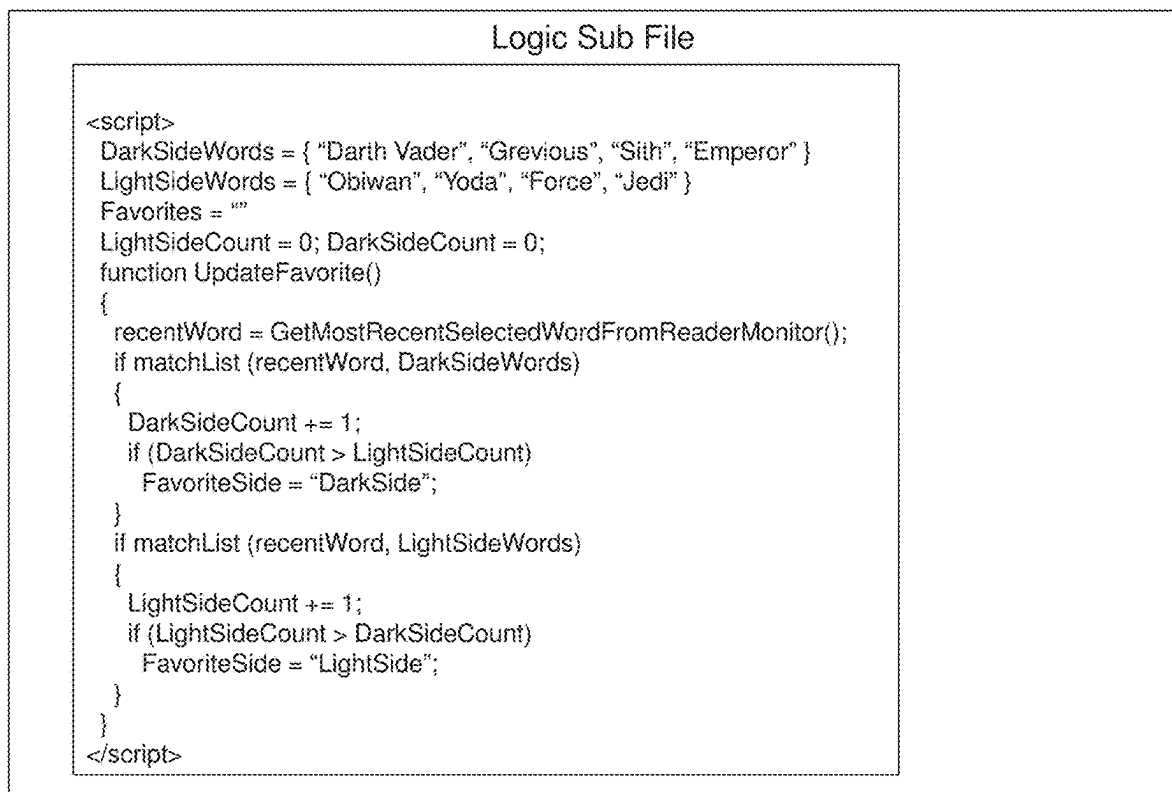 Logic Sub File
<script>
DarkSideWords = { “Darth Vader”, “Grevious”, “Sith”, “Emperor” }
LightSideWords = { “Obiwan”, “Yoda”, “Force”, “Jedi” }
Favorites = “”
LightSideCount = 0; DarkSideCount = 0;
function UpdateFavorite()
{
recentWord = GetMostRecentSelectedWordFromReaderMonitor();
if matchList (recentWord, DarkSideWords)
{
DarkSideCount += 1;
if (DarkSideCount > LightSideCount)
FavoriteSide = “DarkSide”;
}
if matchList (recentWord, LightSideWords)
{
LightSideCount += 1;
if (LightSideCount > DarkSideCount)
FavoriteSide = “LightSide”;
}
}
</script>